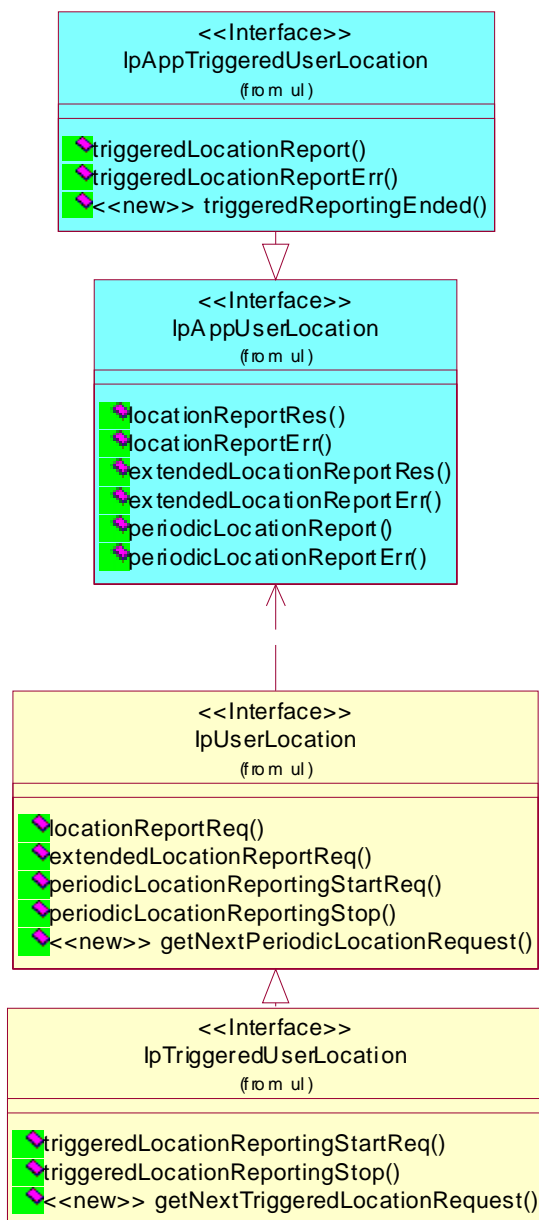 <<Interface>>
IpAppTriggeredUserLocation
(from ul)
triggeredLocationReport()
triggeredLocationReportErr()
<<new>> triggeredReportingEnded()
<<Interface>>
IpAppUserLocation
(from ul)
locationReportRes()
locationReportErr()
extendedLocationReportRes()
extendedLocationReportErr()
periodicLocationReport()
periodicLocationReportErr()
<<Interface>>
IpUserLocation
(from ul)
locationReportReq()
extendedLocationReportReq()
periodicLocationReportingStartReq()
periodicLocationReportingStop()
<<new>> getNextPeriodicLocationRequest()
<<Interface>>
IpTriggeredUserLocation
(from ul)
triggeredLocationReportingStartReq()
triggeredLocationReportingStop()
<<new>> getNextTriggeredLocationRequest()